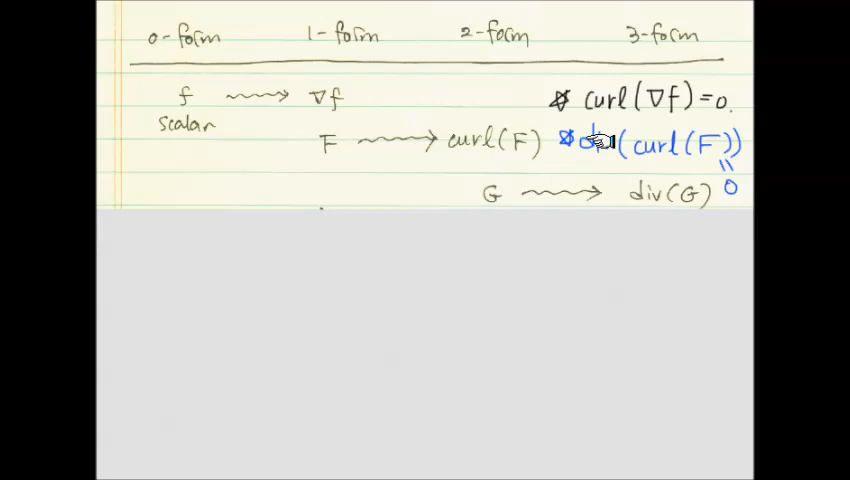 0-form 1-form 2-form 3-form
f ⇝ ∇f ☆ curl(∇f)=0.
scalar
F ⇝ curl(F) ☆ (curl(F))
=
0
G ⇝ div(G)